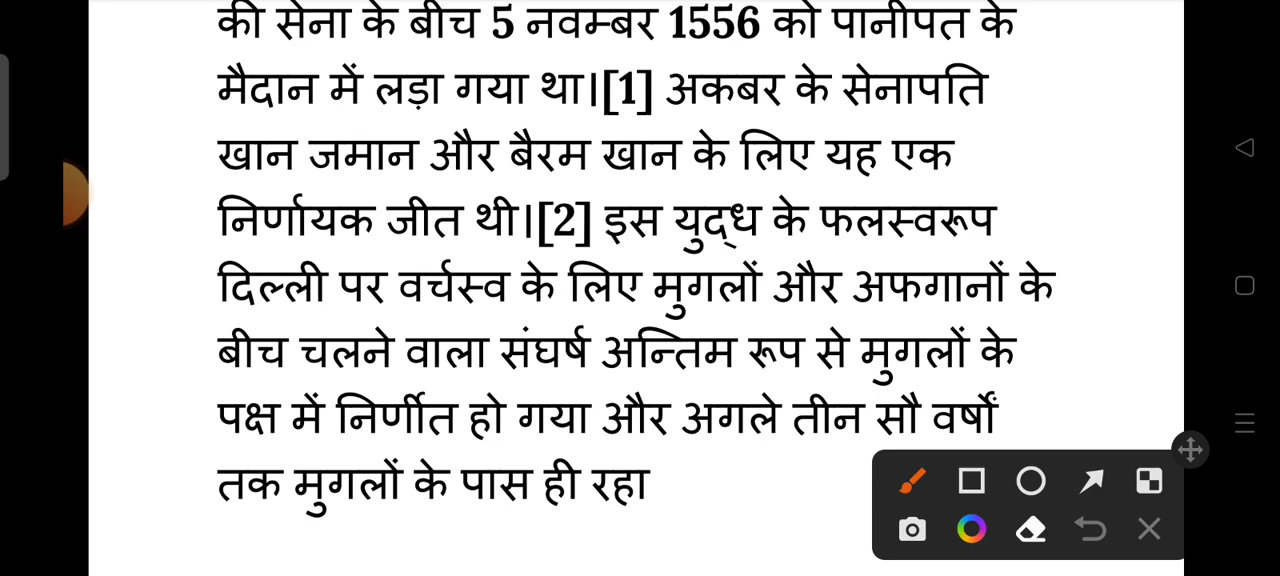 की सेना के बीच 5 नवम्बर 1556 को पानीपत के
मैदान में लड़ा गया था।[1] अकबर के सेनापति
खान जमान और बैरम खान के लिए यह एक
निर्णायक जीत थी।[2] इस युद्ध के फलस्वरूप
दिल्ली पर वर्चस्व के लिए मुगलों और अफगानों के
बीच चलने वाला संघर्ष अन्तिम रूप से मुगलों के
पक्ष में निर्णीत हो गया और अगले तीन सौ वर्षों
तक मुगलों के पास ही रहा